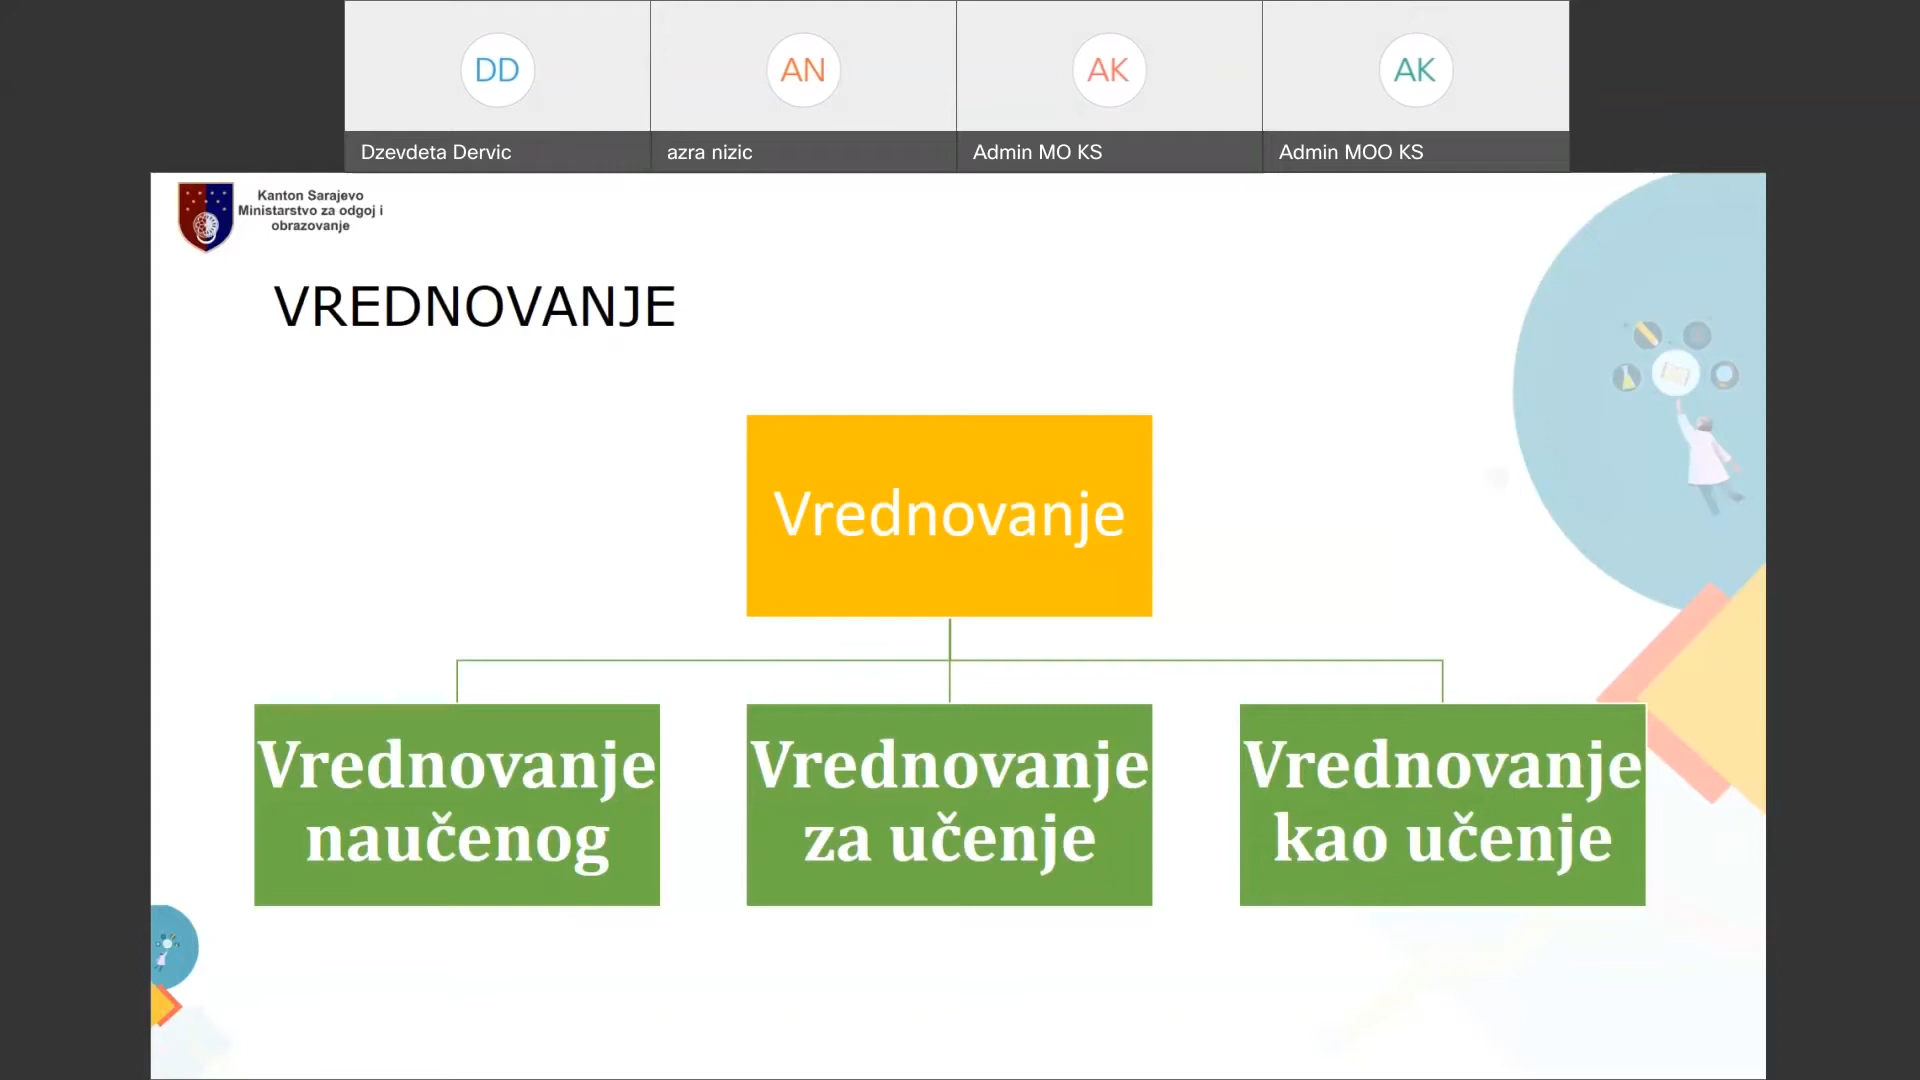 DD
AN
AK
AK
Dzevdeta Dervic
azra nizic
Admin MO KS
Admin MOO KS
Kanton Sarajevo
Ministarstvo za odgoj i
obrazovanje
VREDNOVANJE
Vrednovanje
Vrednovanje
naučenog
Vrednovanje
za učenje
Vrednovanje
kao učenje